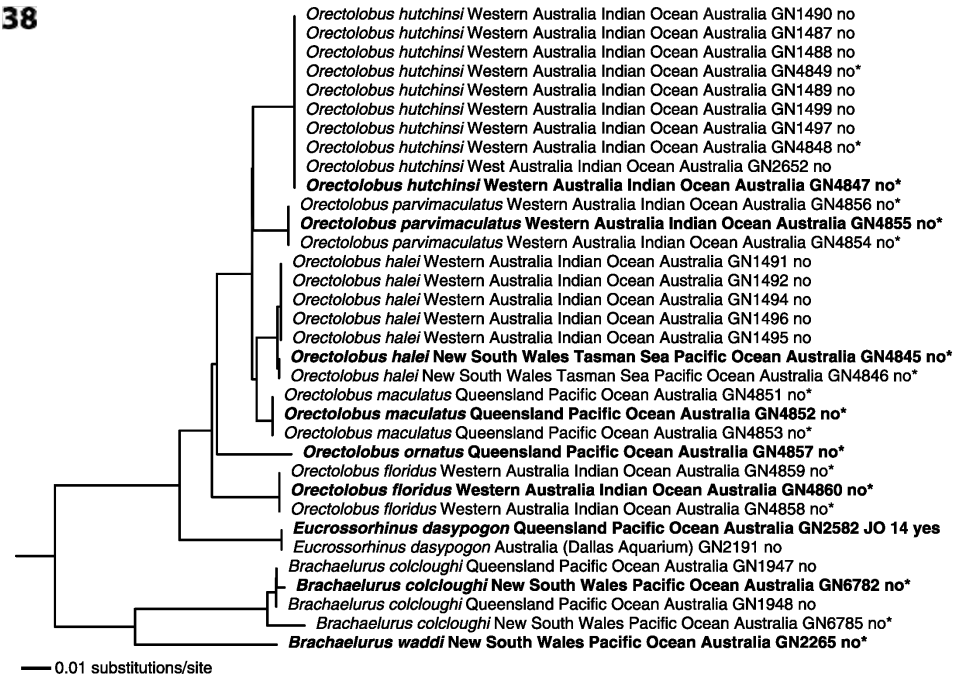 38
Orectolobus hutchinsi Western Australia Indian Ocean Australia GN1490 no
Orectolobus hutchinsi Western Australia Indian Ocean Australia GN1487 no
Orectolobus hutchinsi Western Australia Indian Ocean Australia GN1488 no
Orectolobus hutchinsi Western Australia Indian Ocean Australia GN4849 no*
Orectolobus hutchinsi Western Australia Indian Ocean Australia GN1489 no
Orectolobus hutchinsi Western Australia Indian Ocean Australia GN1499 no
Orectolobus hutchinsi Western Australia Indian Ocean Australia GN1497 no
Orectolobus hutchinsi Western Australia Indian Ocean Australia GN4848 no*
Orectolobus hutchinsi West Australia Indian Ocean Australia GN2652 no
Orectolobus hutchinsi Western Australia Indian Ocean Australia GN4847 no*
Orectolobus parvimaculatus Western Australia Indian Ocean Australia GN4856 no*
Orectolobus parvimaculatus Western Australia Indian Ocean Australia GN4855 no*
Orectolobus parvimaculatus Western Australia Indian Ocean Australia GN4854 no*
Orectolobus halei Western Australia Indian Ocean Australia GN1491 no
Orectolobus halei Western Australia Indian Ocean Australia GN1492 no
Orectolobus halei Western Australia Indian Ocean Australia GN1494 no
Orectolobus halei Western Australia Indian Ocean Australia GN1496 no
Orectolobus halei Western Australia Indian Ocean Australia GN1495 no
Orectolobus halei New South Wales Tasman Sea Pacific Ocean Australia GN4845 no*
Orectolobus halei New South Wales Tasman Sea Pacific Ocean Australia GN4846 no*
Orectolobus maculatus Queensland Pacific Ocean Australia GN4851 no*
Orectolobus maculatus Queensland Pacific Ocean Australia GN4852 no*
Orectolobus maculatus Queensland Pacific Ocean Australia GN4853 no*
Orectolobus ornatus Queensland Pacific Ocean Australia GN4857 no*
Orectolobus floridus Western Australia Indian Ocean Australia GN4859 no*
Orectolobus floridus Western Australia Indian Ocean Australia GN4860 no*
Orectolobus floridus Western Australia Indian Ocean Australia GN4858 no*
Eucrossorhinus dasypogon Queensland Pacific Ocean Australia GN2582 JO 14 yes
Eucrossorhinus dasypogon Australia (Dallas Aquarium) GN2191 no
Brachaelurus colcloughi Queensland Pacific Ocean Australia GN1947 no
Brachaelurus colcloughi New South Wales Pacific Ocean Australia GN6782 no*
Brachaelurus colcloughi Queensland Pacific Ocean Australia GN1948 no
Brachaelurus colcloughi New South Wales Pacific Ocean Australia GN6785 no*
Brachaelurus waddi New South Wales Pacific Ocean Australia GN2265 no*
0.01 substitutions/site